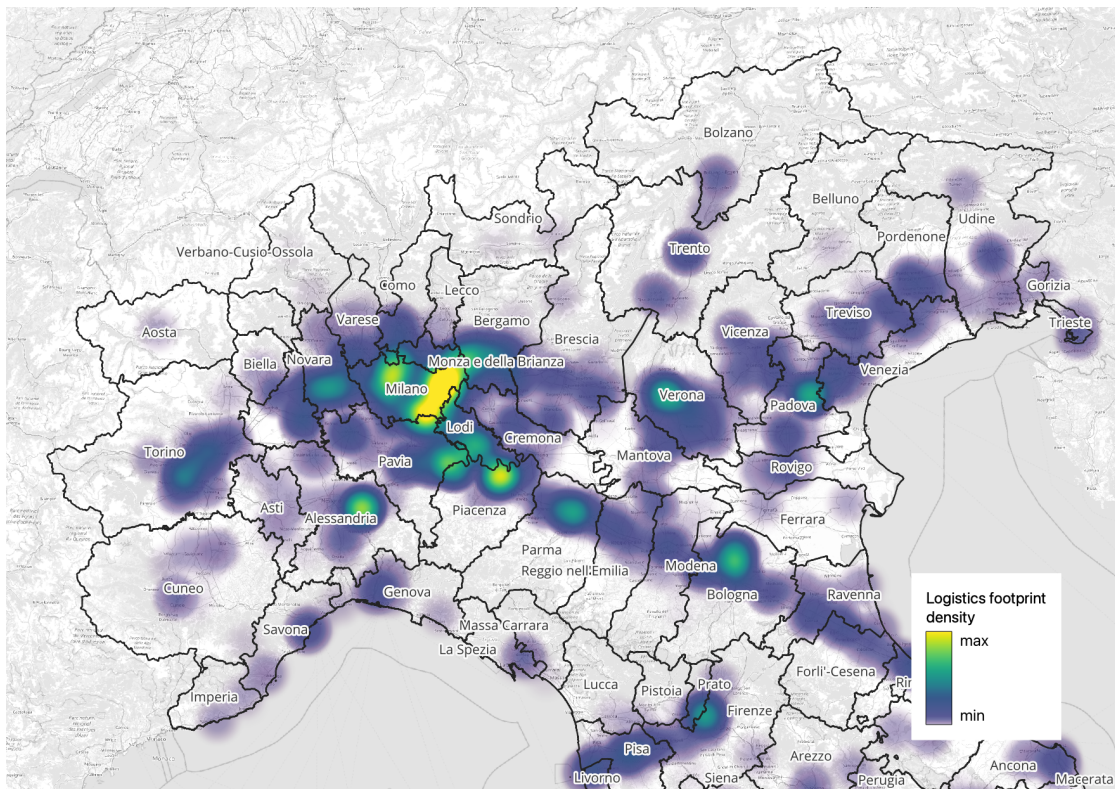 Bolzano
Belluno
Sondrio
Udine
Pordenone
Trento
Verbano-Cusio-Ossola
Como
Lecco
Gorizia
Aosta
Varese
Bergamo
Treviso
Trieste
Vicenza
Brescia
Biella
Novara
Monza e della Brianza
Venezia
Milano
Verona
Padova
Lodi
Cremona
Torino
Pavia
Mantova
Rovigo
Asti
Alessandria
Piacenza
Ferrara
Parma
Modena
Reggio nell'Emilia
Cuneo
Genova
Bologna
Ravenna
Savona
Massa Carrara
La Spezia
Forli'-Cesena
Lucca
Pistoia
Prato
Imperia
Firenze
Pisa
Arezzo
Ancona
Livorno
Siena
Perugia
Macerata
Logistics footprint
density
max
min